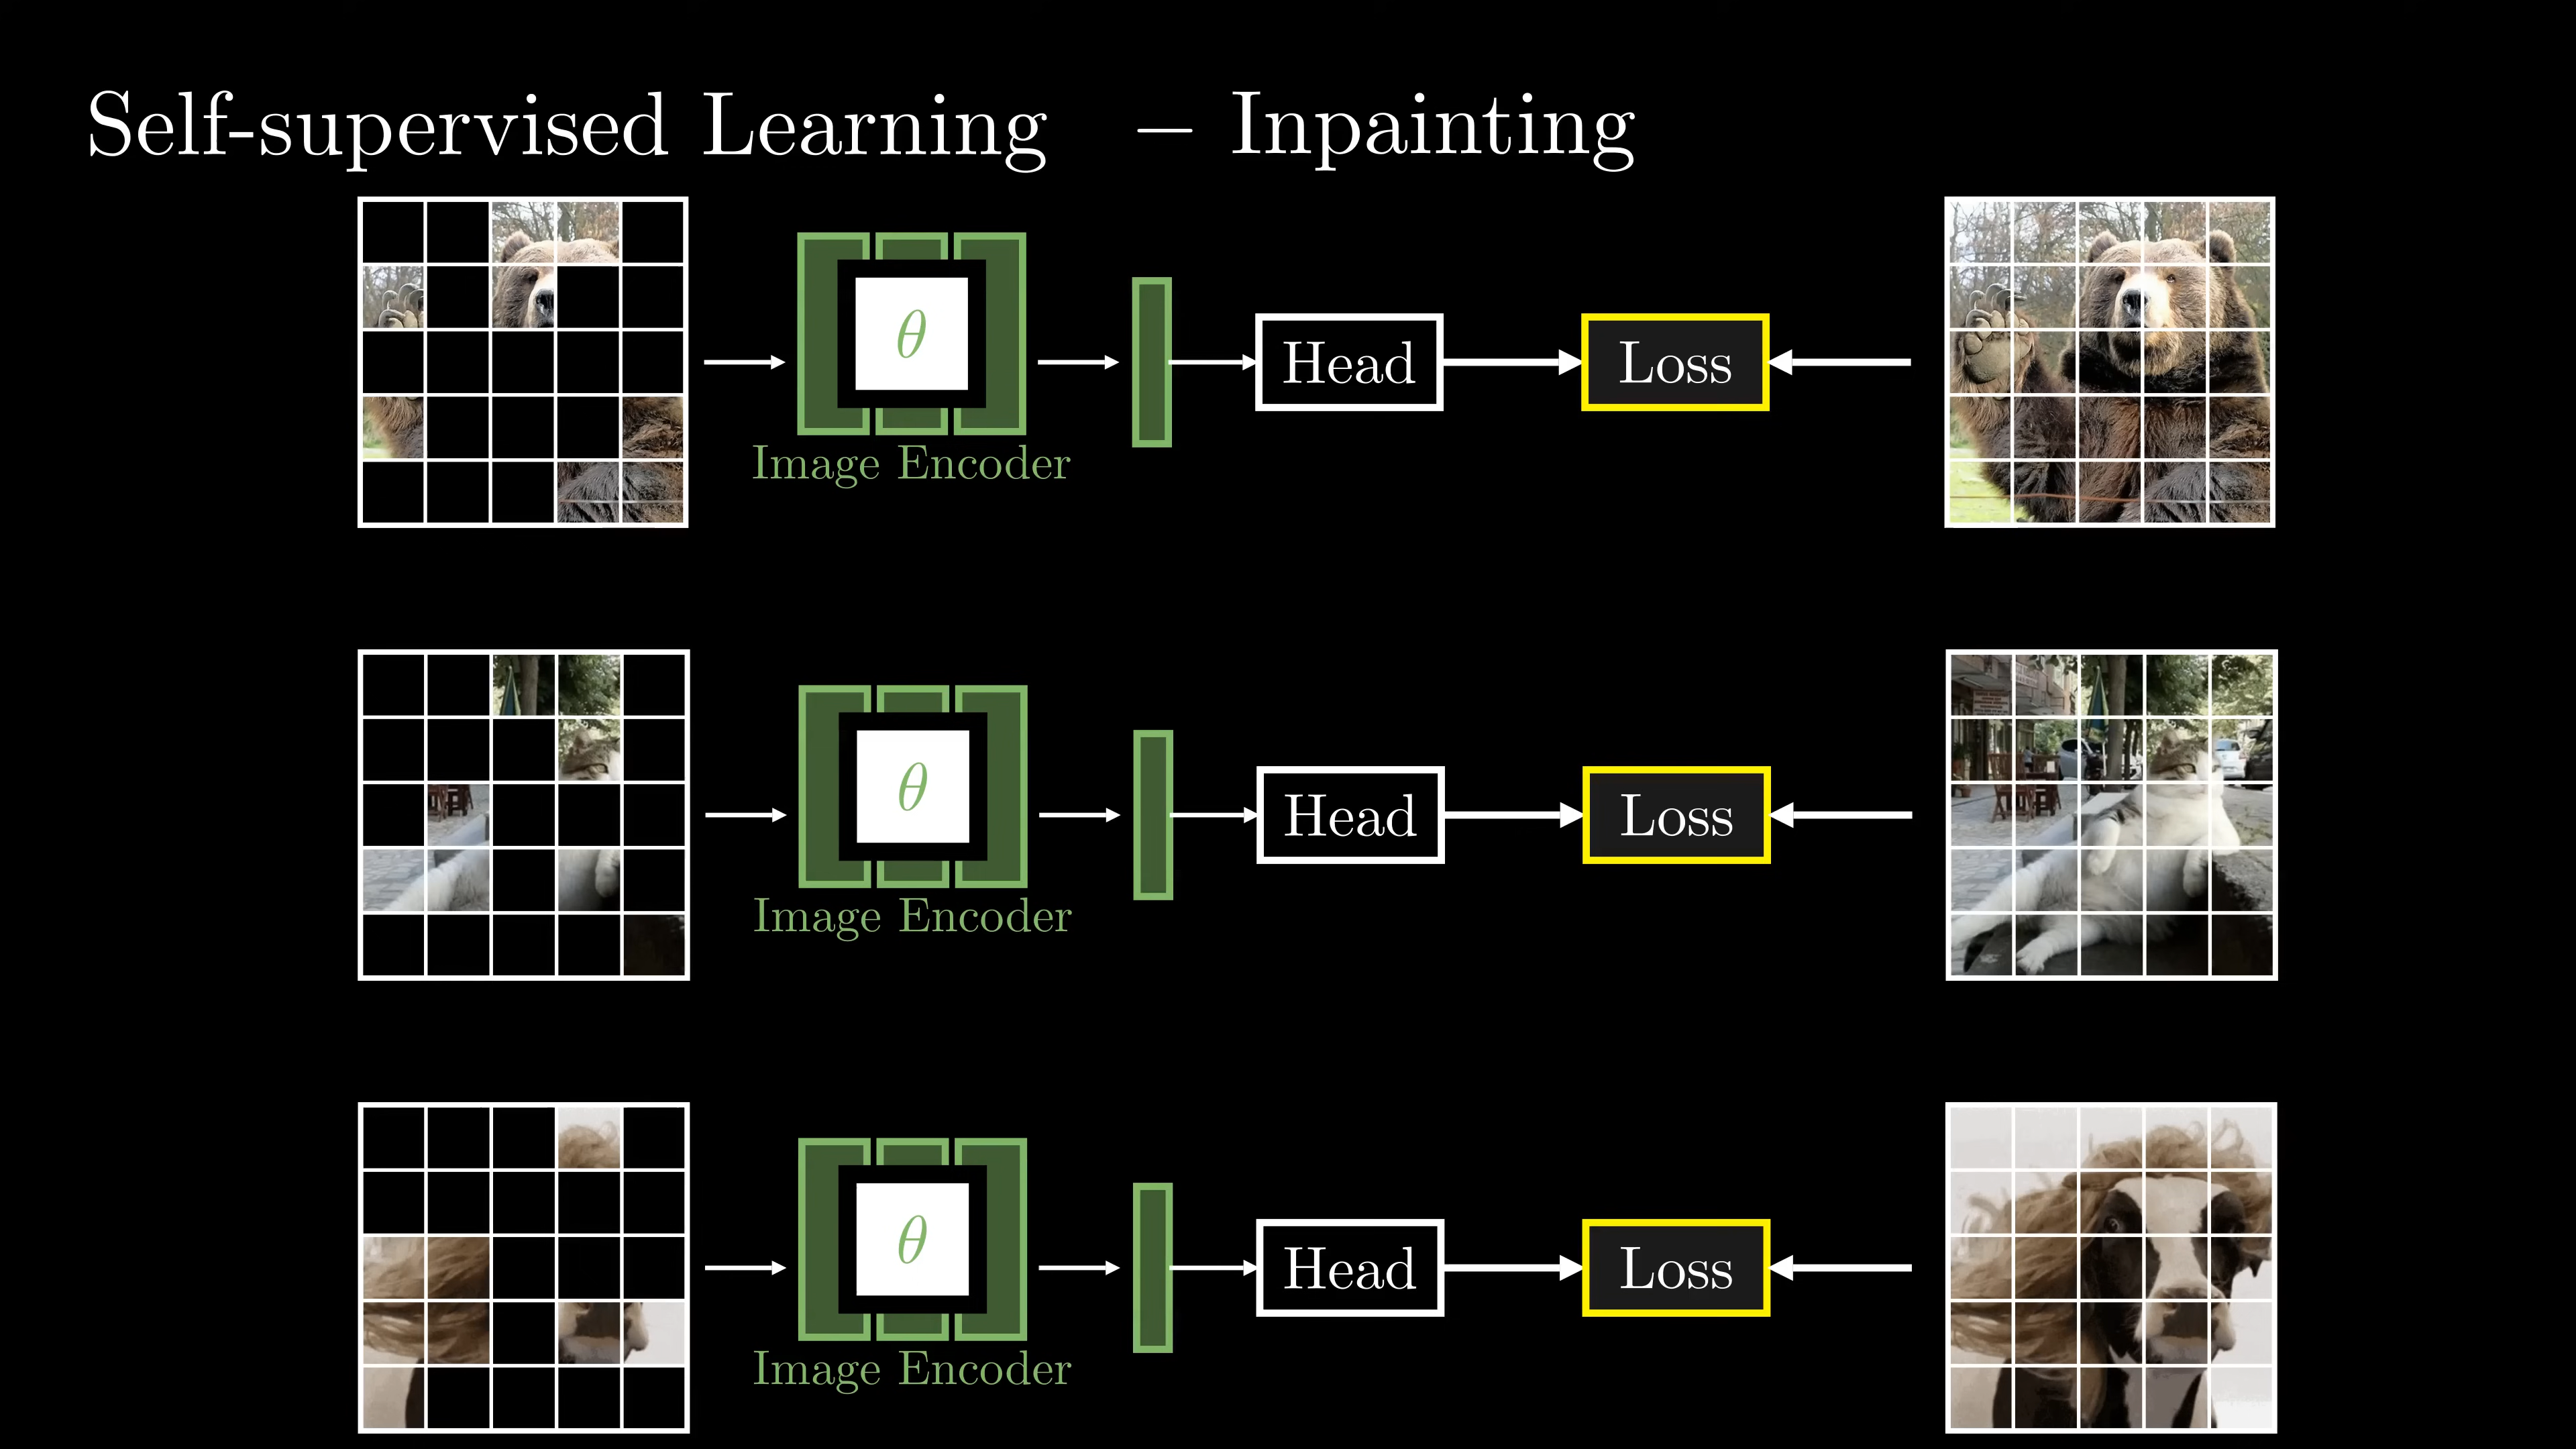 Self-supervised Learning – Inpainting
θ
Head
Loss
Image Encoder
θ
Head
Loss
Image Encoder
θ
Head
Loss
Image Encoder